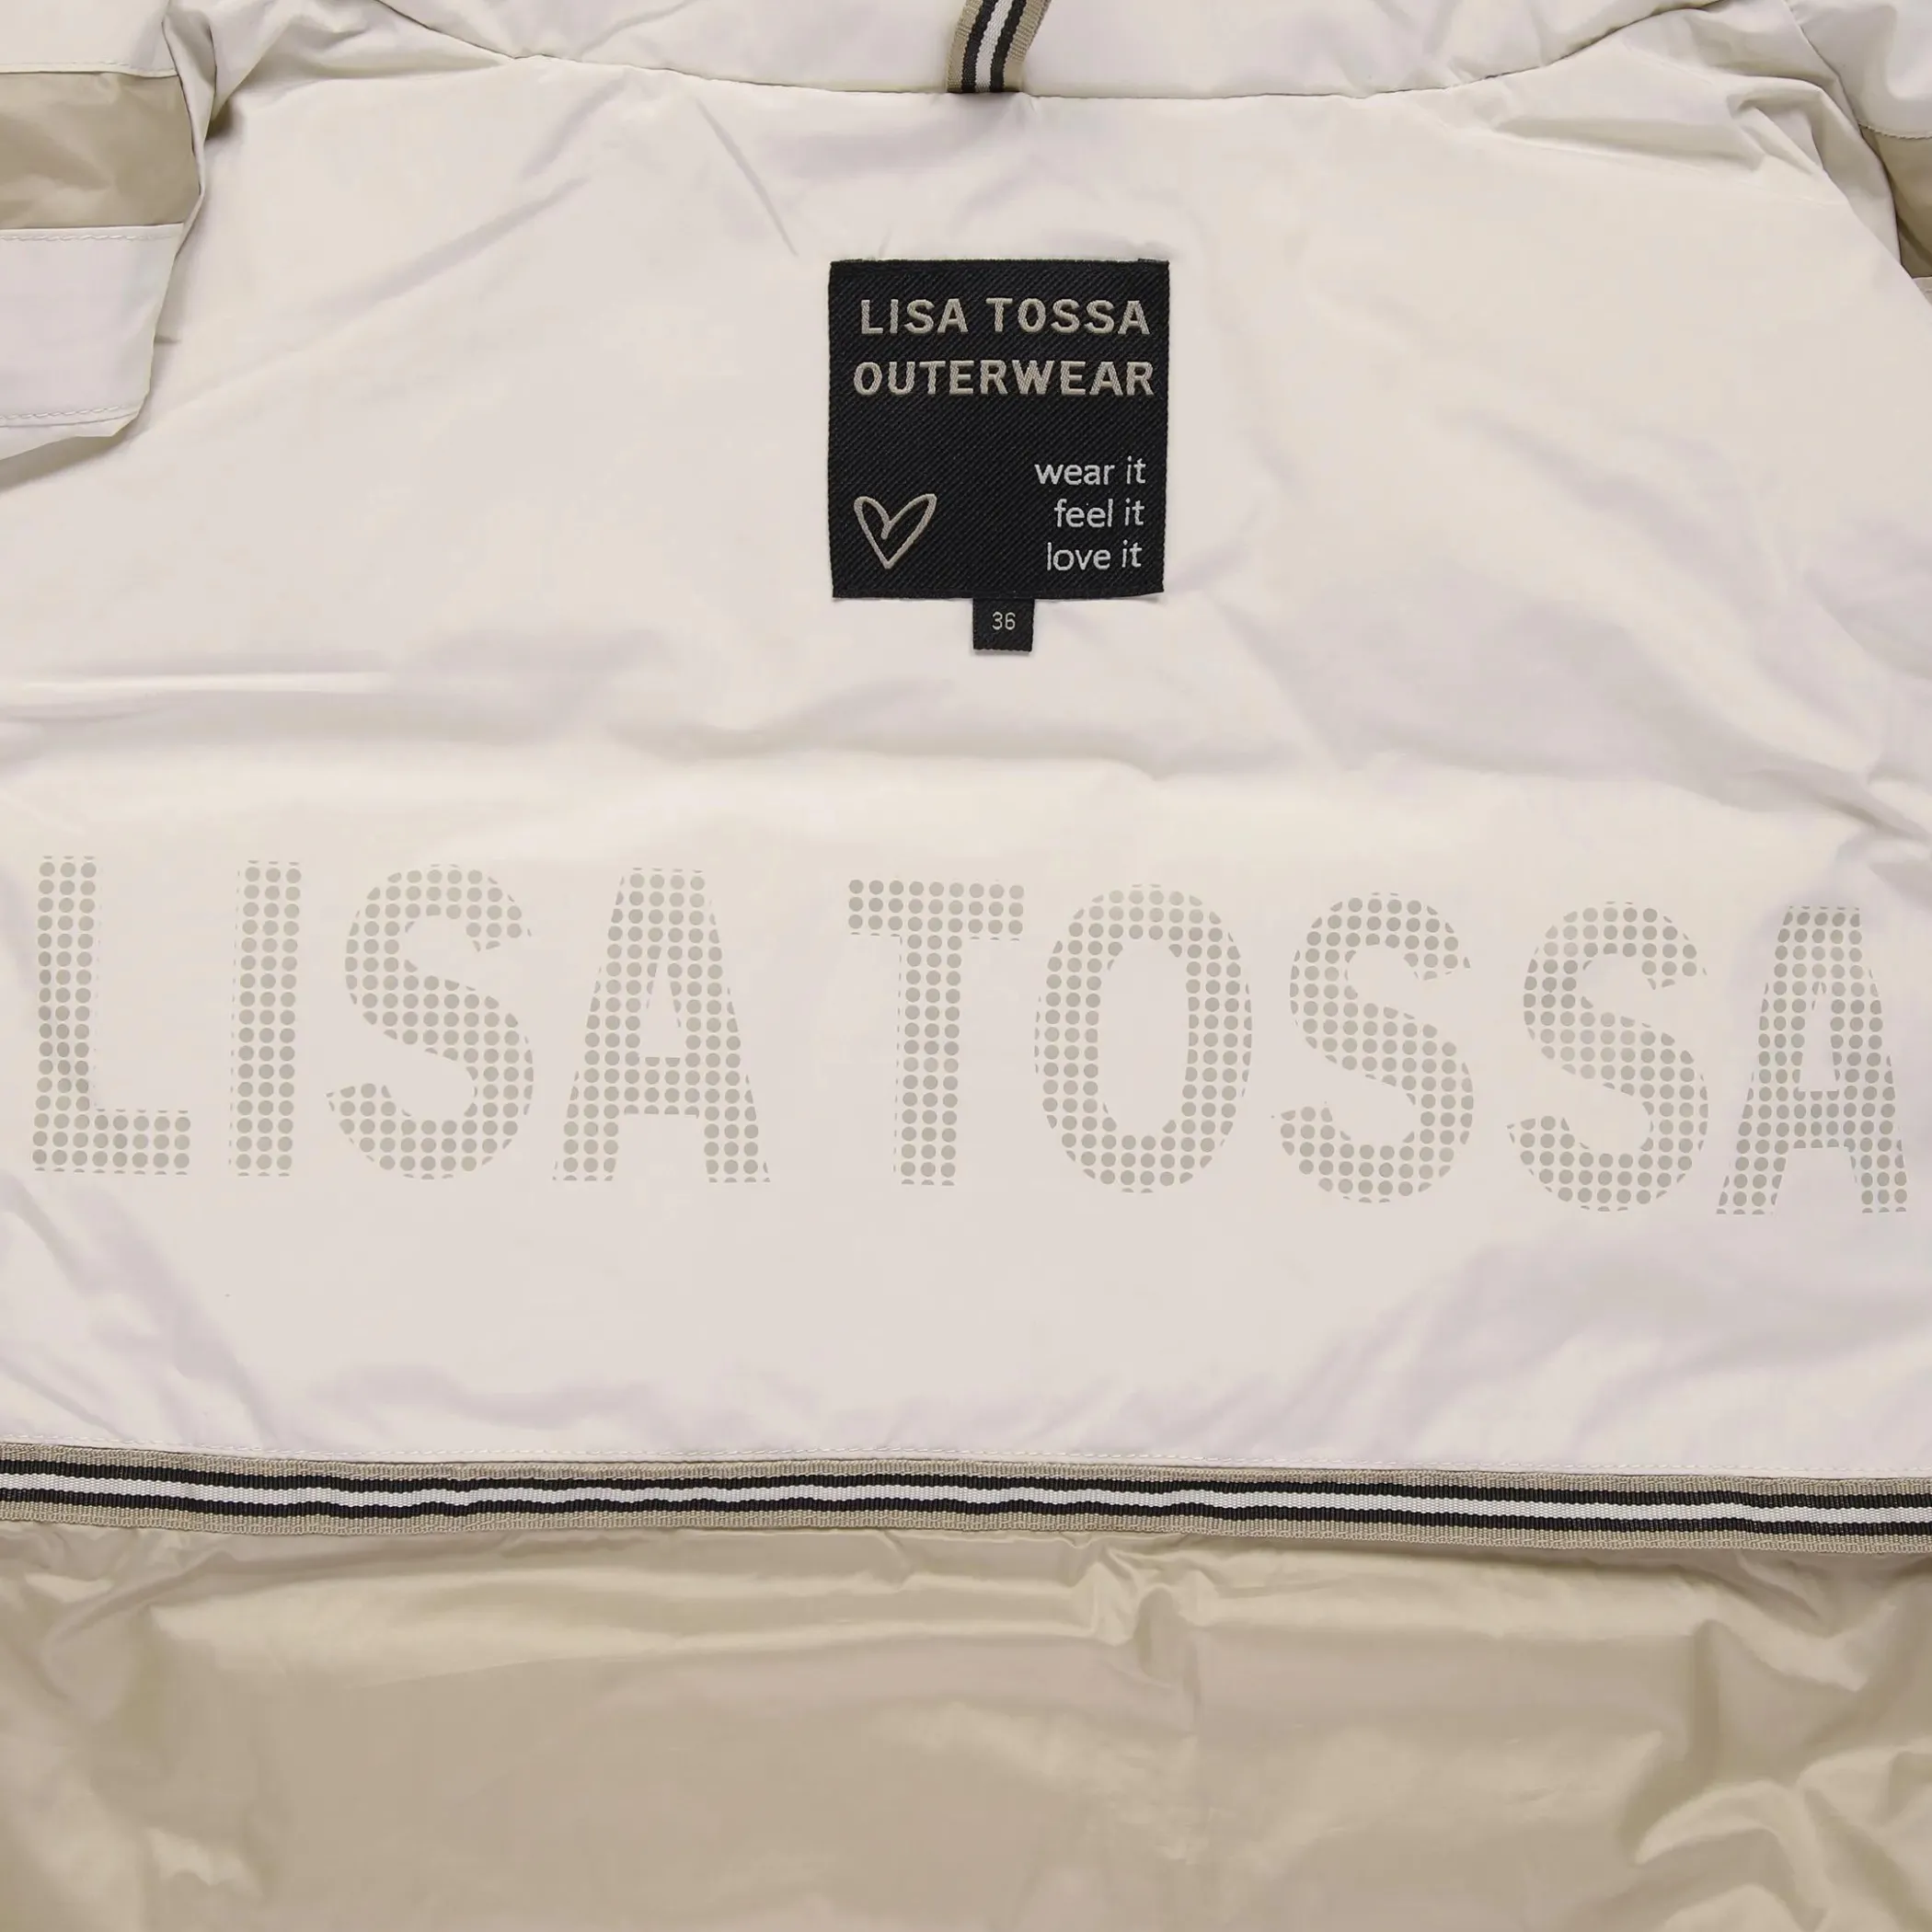 LISA TOSSA
OUTERWEAR
wear it
feel it
love it
36
LISA TOSSA